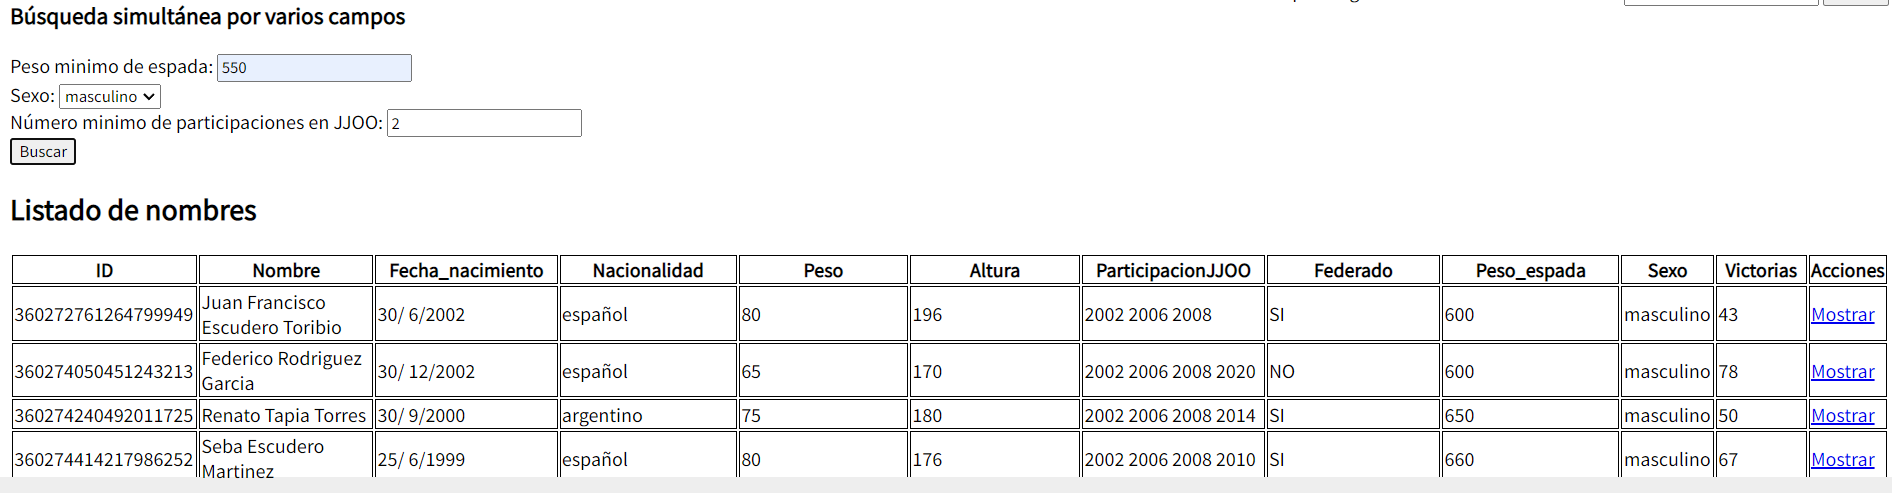 Búsqueda simultánea por varios campos
Peso minimo de espada: 550
Sexo: masculino
Número minimo de participaciones en JJOO: 2
Buscar
Listado de nombres
ID Nombre Fecha_nacimiento Nacionalidad Peso Altura ParticipacionJJOO Federado Peso_espada Sexo Victorias Acciones
360272761264799949 Juan Francisco Escudero Toribio 30/ 6/2002 español 80 196 2002 2006 2008 SI 600 masculino 43 Mostrar
360274050451243213 Federico Rodriguez Garcia 30/ 12/2002 español 65 170 2002 2006 2008 2020 NO 600 masculino 78 Mostrar
360274240492011725 Renato Tapia Torres 30/ 9/2000 argentino 75 180 2002 2006 2008 2014 SI 650 masculino 50 Mostrar
360274414217986252 Seba Escudero Martinez 25/ 6/1999 español 80 176 2002 2006 2008 2010 SI 660 masculino 67 Mostrar